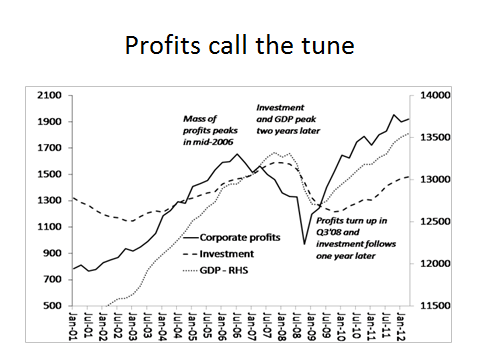 Profits call the tune
2100
1900
1700
1500
1300
1100
900
700
500
14000
13500
13000
12500
12000
11500
Mass of
profits peaks
in mid-2006
Investment
and GDP peak
two years later
Profits turn up in
Q3'08 and
investment follows
one year later
Corporate profits
Investment
GDP - RHS
Jan-01
Jul-01
Jan-02
Jul-02
Jan-03
Jul-03
Jan-04
Jul-04
Jan-05
Jul-05
Jan-06
Jul-06
Jan-07
Jul-07
Jan-08
Jul-08
Jan-09
Jul-09
Jan-10
Jul-10
Jan-11
Jul-11
Jan-12